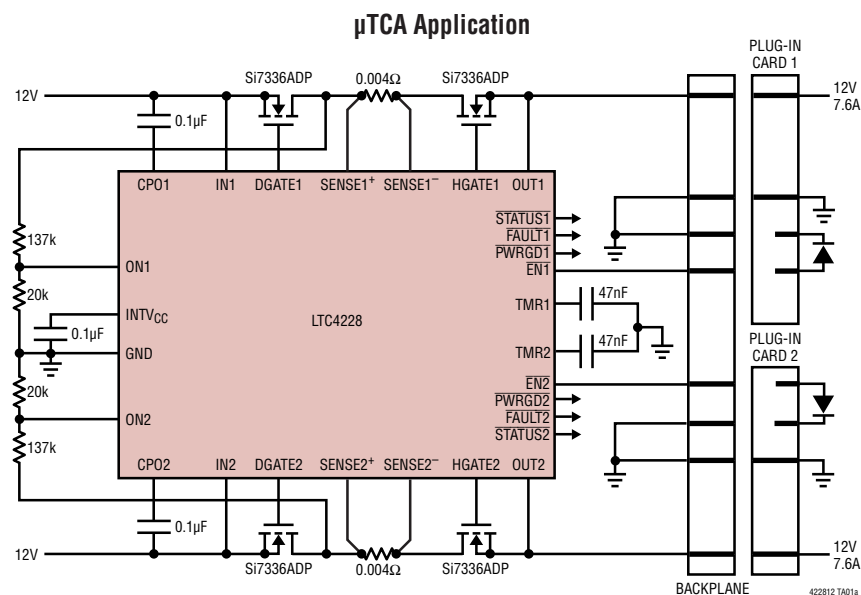 µTCA Application
PLUG-IN
CARD 1
Si7336ADP
0.004Ω
Si7336ADP
12V
12V
7.6A
0.1µF
CPO1
IN1
DGATE1
SENSE1+
SENSE1–
HGATE1
OUT1
STATUS1
FAULT1
PWRGD1
EN1
137k
ON1
20k
INTVCC
0.1µF
GND
LTC4228
TMR1
47nF
TMR2
47nF
PLUG-IN
CARD 2
20k
EN2
PWRGD2
FAULT2
STATUS2
ON2
137k
CPO2
IN2
DGATE2
SENSE2+
SENSE2–
HGATE2
OUT2
0.1µF
12V
12V
7.6A
Si7336ADP
0.004Ω
Si7336ADP
BACKPLANE
422812 TA01a